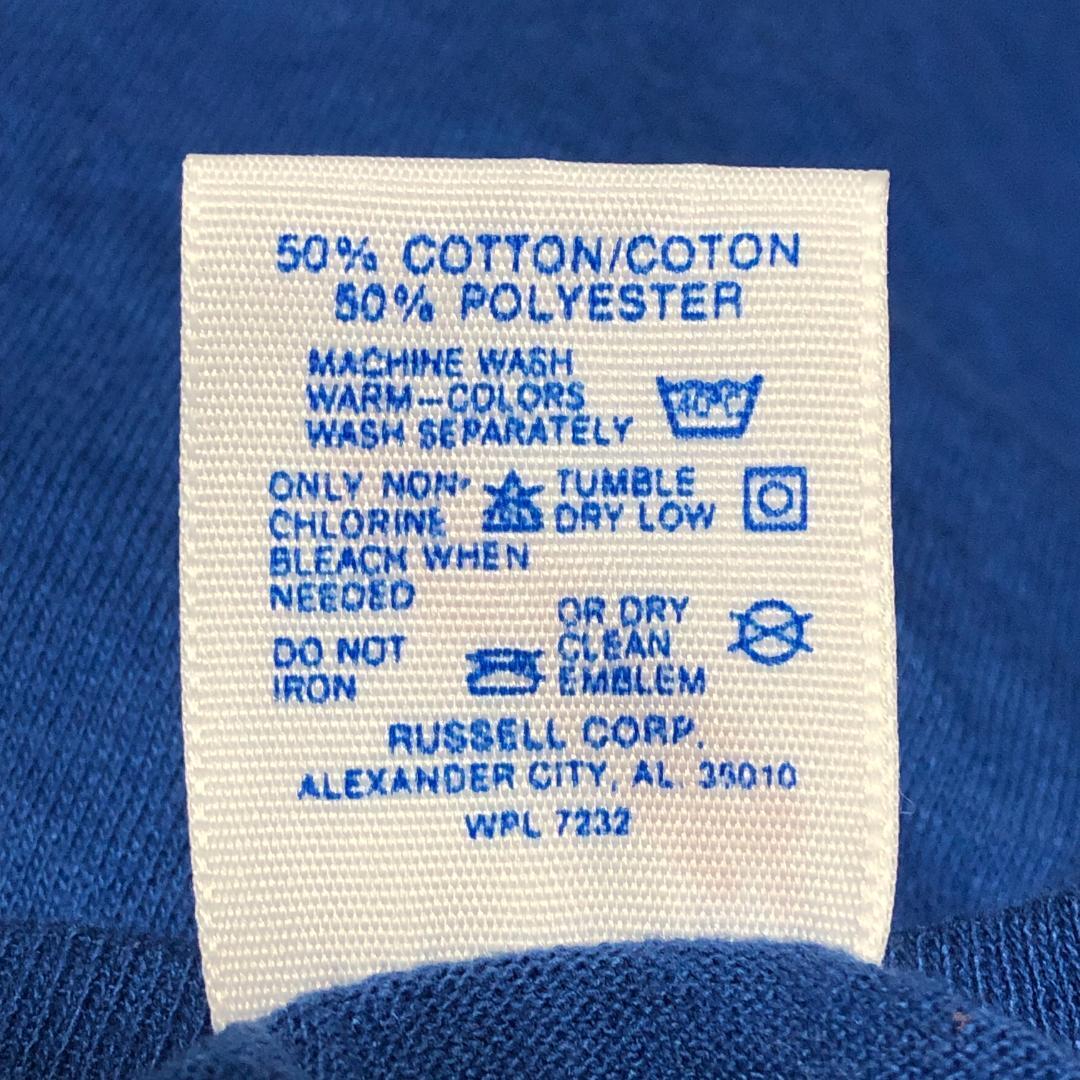 50% COTTON/COTON
50% POLYESTER
MACHINE WASH
WARM–COLORS
WASH SEPARATELY
40°C
ONLY NON-
CHLORINE
BLEACH WHEN
NEEDED
TUMBLE
DRY LOW
DO NOT
IRON
OR DRY
CLEAN
EMBLEM
RUSSELL CORP.
ALEXANDER CITY, AL. 35010
WPL 7232